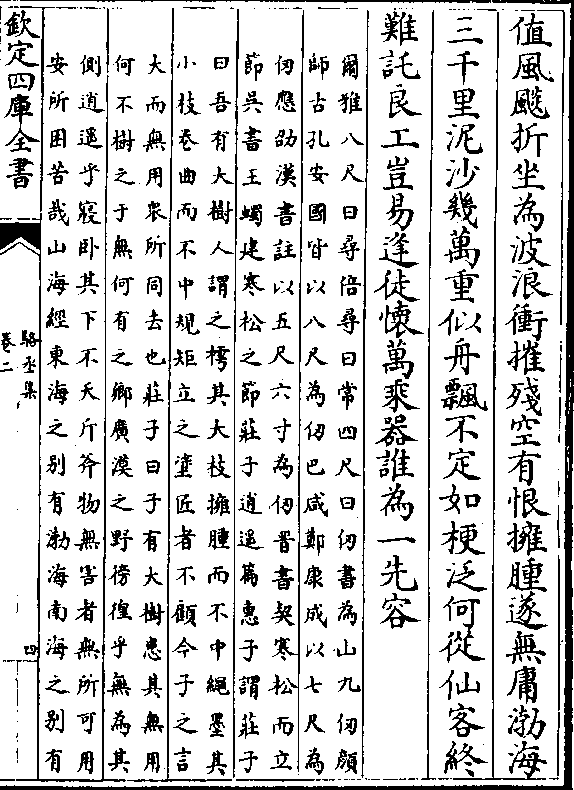 值風飈折坐為波浪衝摧殘空有恨擁腫遂無庸渤海
三千里泥沙幾萬重似舟飄不定如梗泛何從仙客終
難託良工豈易逢徒懐萬乘器誰為一先容
爾雅八尺曰尋倍尋曰常四尺曰仞書為山九仞顔
師古孔安國皆以八尺為仞巴咸鄭康成以七尺為
仞應劭漢書註以五尺六寸為仞晋書契寒松而立
節吳書王蠋建寒松之節莊子逍遥篇惠子謂莊子
曰吾有大樹人謂之樗其大枝擁腫而不中繩墨其
小枝卷曲而不中規矩立之塗匠者不顧今子之言
大而無用衆所同去也莊子曰子有大樹患其無用
何不樹之于無何有之鄉廣漠之野徬徨乎無為其
側逍遥乎寢卧其下不夭斤斧物無害者無所可用
安所困苦哉山海經東海之别有渤海南海之别有
欽定四庫全書
駱丞集
卷二
四